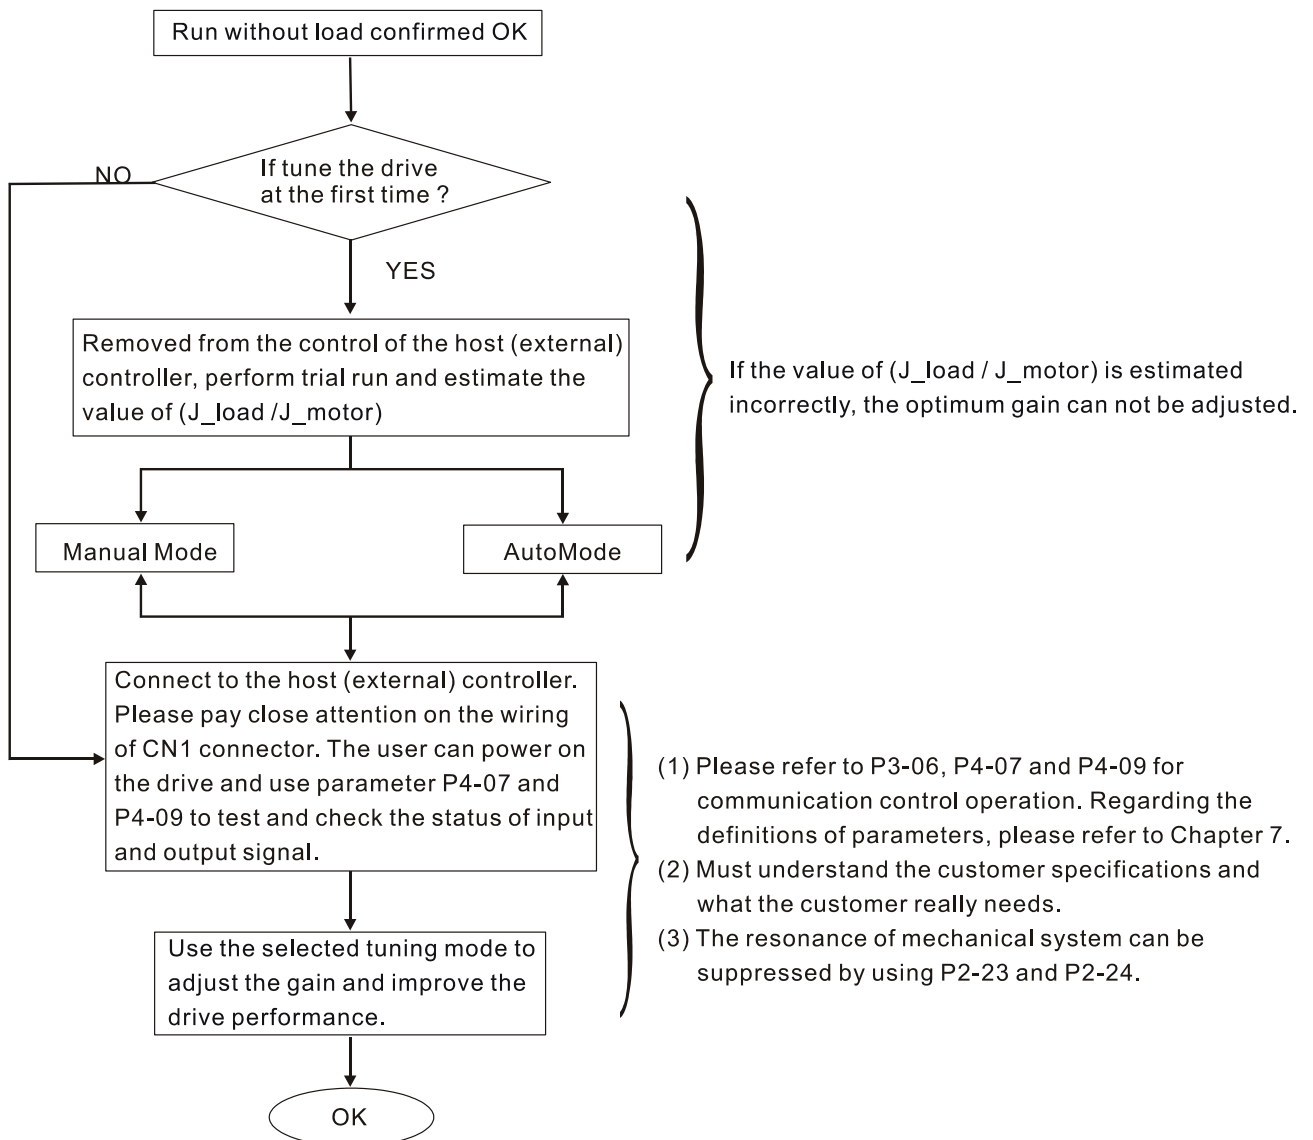 Run without load confirmed OK
If tune the drive
at the first time ?
NO
YES
Removed from the control of the host (external)
controller, perform trial run and estimate the
value of (J_load /J_motor)
If the value of (J_load / J_motor) is estimated
incorrectly, the optimum gain can not be adjusted.
Manual Mode
AutoMode
Connect to the host (external) controller.
Please pay close attention on the wiring
of CN1 connector. The user can power on
the drive and use parameter P4-07 and
P4-09 to test and check the status of input
and output signal.
(1) Please refer to P3-06, P4-07 and P4-09 for
communication control operation. Regarding the
definitions of parameters, please refer to Chapter 7.
(2) Must understand the customer specifications and
what the customer really needs.
(3) The resonance of mechanical system can be
suppressed by using P2-23 and P2-24.
Use the selected tuning mode to
adjust the gain and improve the
drive performance.
OK